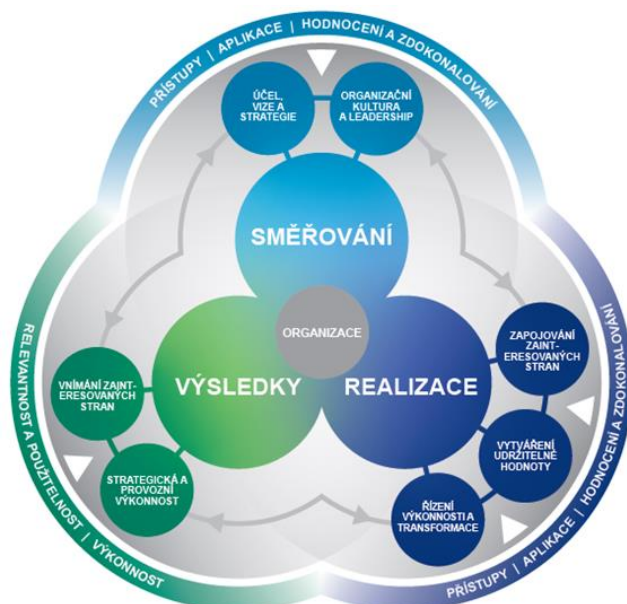 PŘÍSTUPY | APLIKACE | HODNOCENÍ A ZDOKONALOVÁNÍ
ÚČEL,
VIZE A
STRATEGIE
ORGANIZAČNÍ
KULTURA
A LEADERSHIP
SMĚŘOVÁNÍ
ORGANIZACE
VÝSLEDKY
REALIZACE
VNÍMÁNÍ ZAINT-
ERESOVANÝCH
STRAN
STRATEGICKÁ A
PROVOZNÍ
VÝKONNOST
ZAPOJOVÁNÍ
ZAINT-
ERESOVANÝCH
STRAN
VYTVÁŘENÍ
UDRŽITELNÉ
HODNOTY
ŘÍZENÍ
VÝKONNOSTI A
TRANSFORMACE
RELEVANTNOST A POUŽITELNOST | VÝKONNOST
PŘÍSTUPY | APLIKACE | HODNOCENÍ A ZDOKONALOVÁNÍ